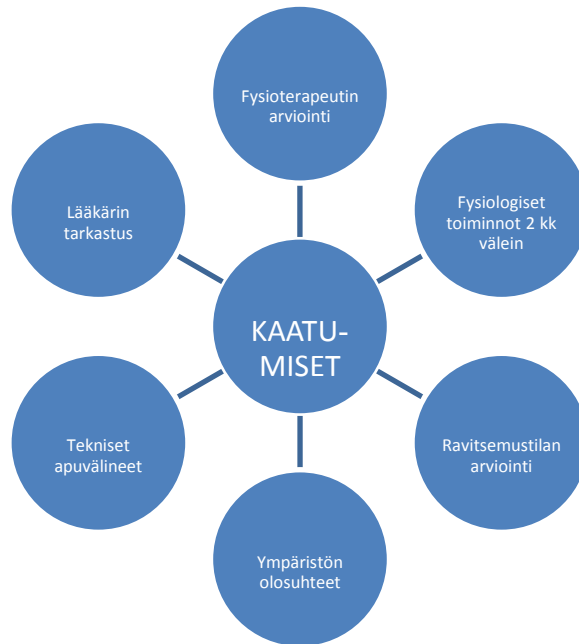 Fysioterapeutin
arviointi
Fysiologiset
toiminnot 2 kk
välein
Ravitsemustilan
arviointi
Ympäristön
olosuhteet
Tekniset
apuvälineet
Lääkärin
tarkastus
KAATU-
MISET